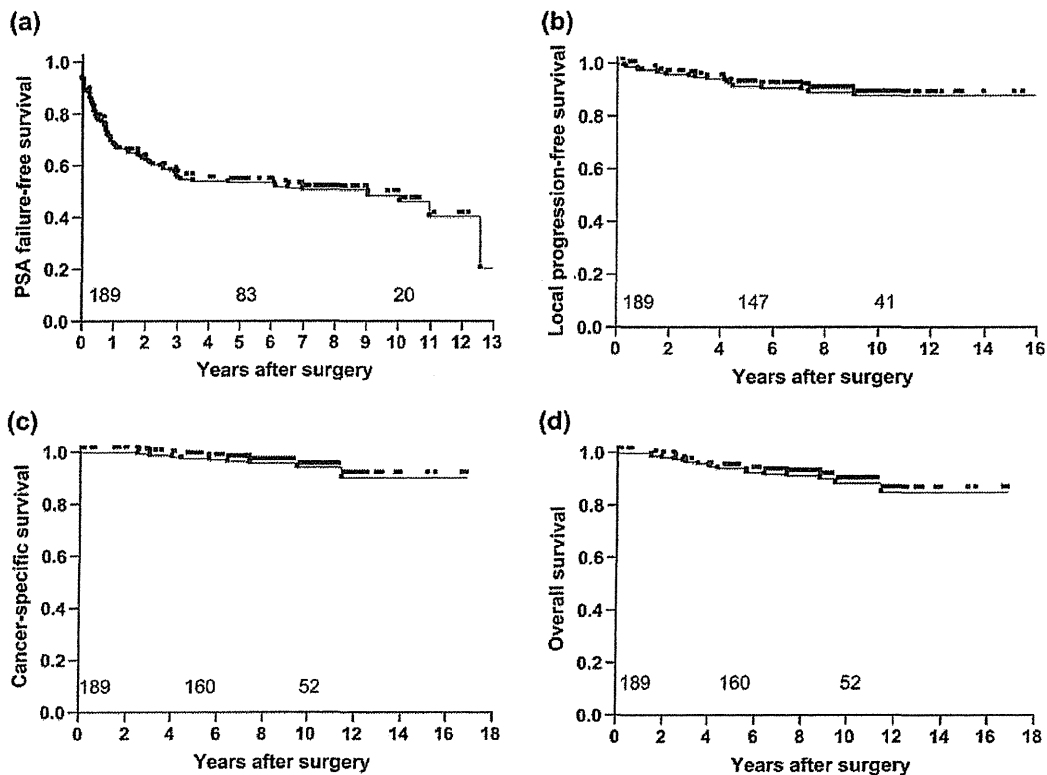 (a)
PSA failure-free survival
1.0
0.8
0.6
0.4
0.2
0.0
189 83 20
0 1 2 3 4 5 6 7 8 9 10 11 12 13
Years after surgery
(b)
Local progression-free survival
1.0
0.8
0.6
0.4
0.2
0.0
189 147 41
0 2 4 6 8 10 12 14 16
Years after surgery
(c)
Cancer-specific survival
1.0
0.8
0.6
0.4
0.2
0.0
189 160 52
0 2 4 6 8 10 12 14 16 18
Years after surgery
(d)
Overall survival
1.0
0.8
0.6
0.4
0.2
0.0
189 160 52
0 2 4 6 8 10 12 14 16 18
Years after surgery